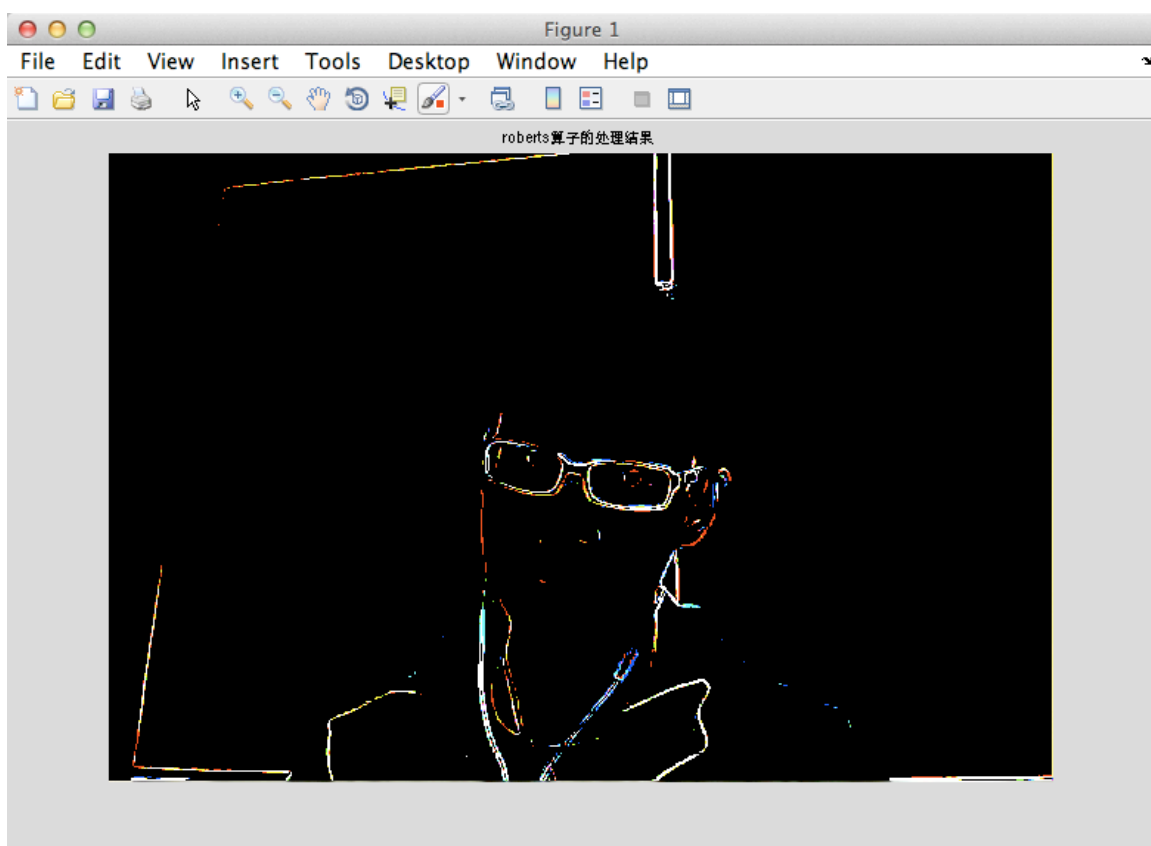 Figure 1
File Edit View Insert Tools Desktop Window Help
roberts算子的处理结果